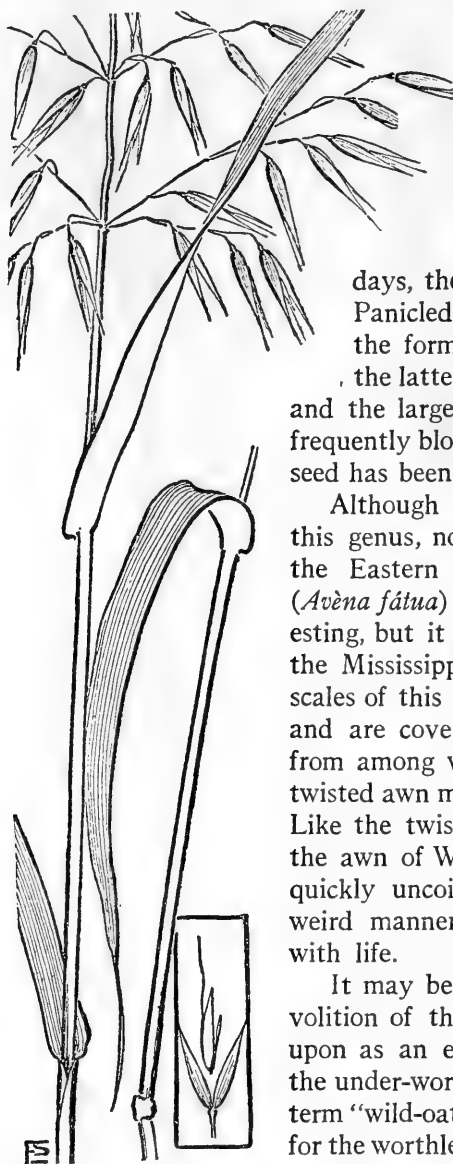 days, the
Panicled
the form
the latte
and the large
frequently blo
seed has been
Although
this genus, no
the Eastern
(Avèna fátua)
esting, but it
the Mississipp
scales of this
and are cove
from among v
twisted awn m
Like the twis
the awn of W
quickly uncoi
weird manner
with life.
It may be
volition of th
upon as an e
the under-wor
term "wild-oat
for the worthle